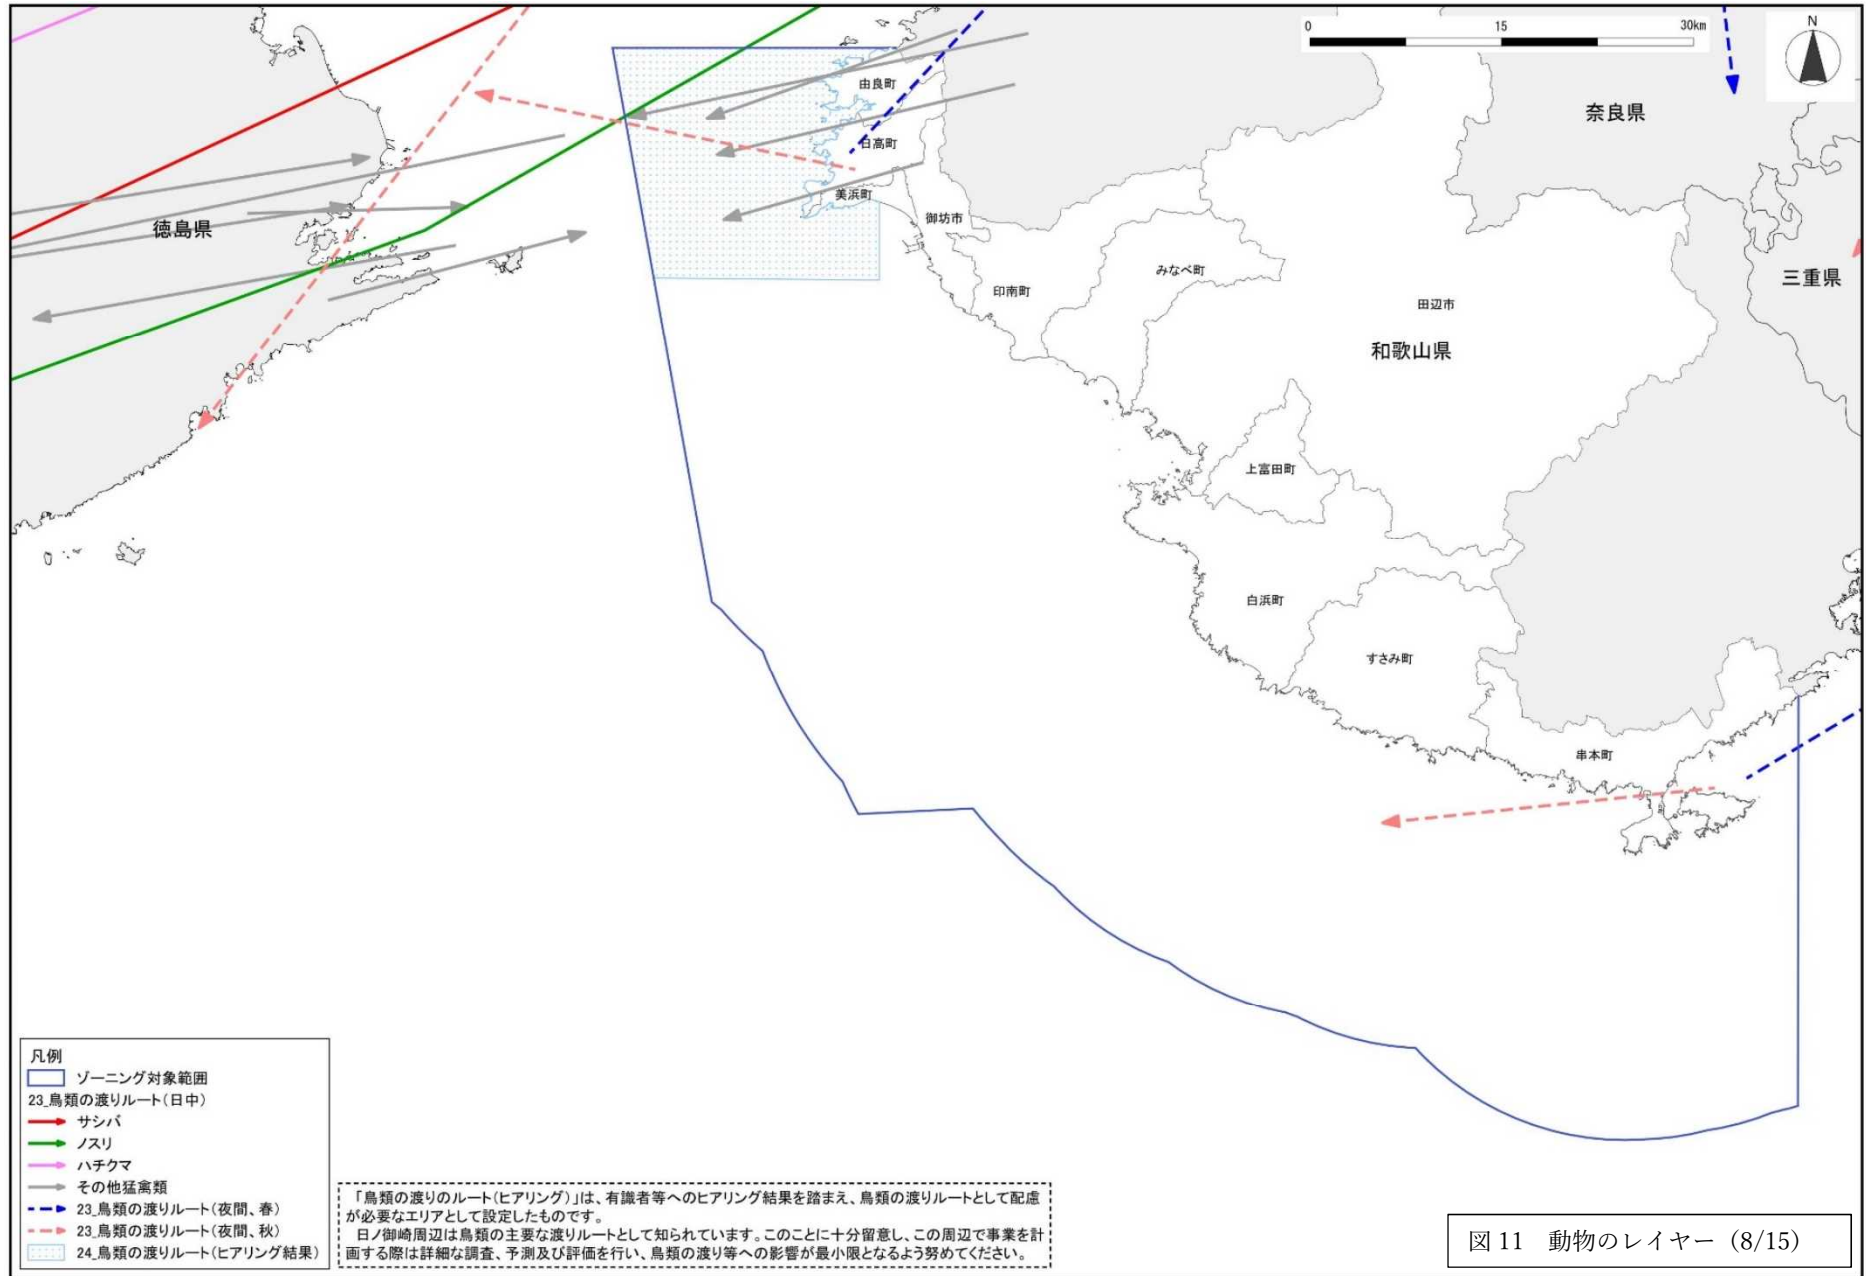 0 15 30km
N
由良町
奈良県
日高町
美浜町
御坊市
徳島県
みなべ町
三重県
印南町
田辺市
和歌山県
上富田町
白浜町
すさみ町
串本町
凡例
ゾーニング対象範囲
23_鳥類の渡りルート(日中)
サシバ
ノスリ
ハチクマ
その他猛禽類
23_鳥類の渡りルート(夜間、春)
23_鳥類の渡りルート(夜間、秋)
24_鳥類の渡りルート(ヒアリング結果)
「鳥類の渡りのルート(ヒアリング)」は、有識者等へのヒアリング結果を踏まえ、鳥類の渡りルートとして配慮
が必要なエリアとして設定したものです。
日ノ御崎周辺は鳥類の主要な渡りルートとして知られています。このことに十分留意し、この周辺で事業を計
画する際は詳細な調査、予測及び評価を行い、鳥類の渡り等への影響が最小限となるよう努めてください。
図 11 動物のレイヤー (8/15)